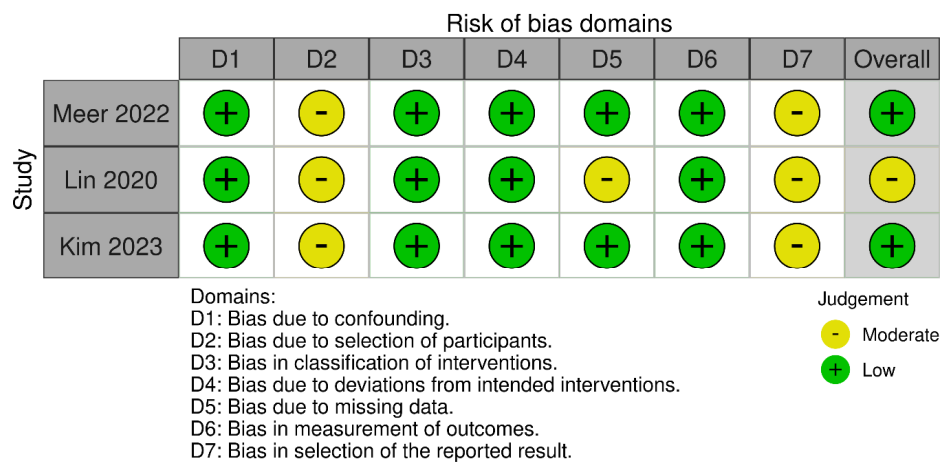 Risk of bias domains
D1 D2 D3 D4 D5 D6 D7 Overall
Study
Meer 2022 + - + + + + - +
Lin 2020 + - + + - + - -
Kim 2023 + - + + + + - +
Domains:
D1: Bias due to confounding.
D2: Bias due to selection of participants.
D3: Bias in classification of interventions.
D4: Bias due to deviations from intended interventions.
D5: Bias due to missing data.
D6: Bias in measurement of outcomes.
D7: Bias in selection of the reported result.
Judgement
- Moderate
+ Low